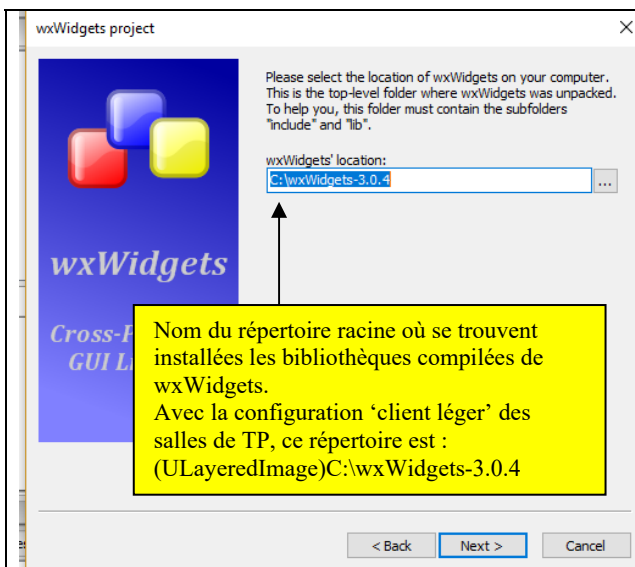 wxWidgets project
Please select the location of wxWidgets on your computer.
This is the top-level folder where wxWidgets was unpacked.
To help you, this folder must contain the subfolders
"include" and "lib".
wxWidgets' location:
C:\wxWidgets-3.0.4
...
wxWidgets
Cross-P
GUI Li
Nom du répertoire racine où se trouvent
installées les bibliothèques compilées de
wxWidgets.
Avec la configuration ‘client léger’ des
salles de TP, ce répertoire est :
(ULayeredImage)C:\wxWidgets-3.0.4
< Back Next > Cancel